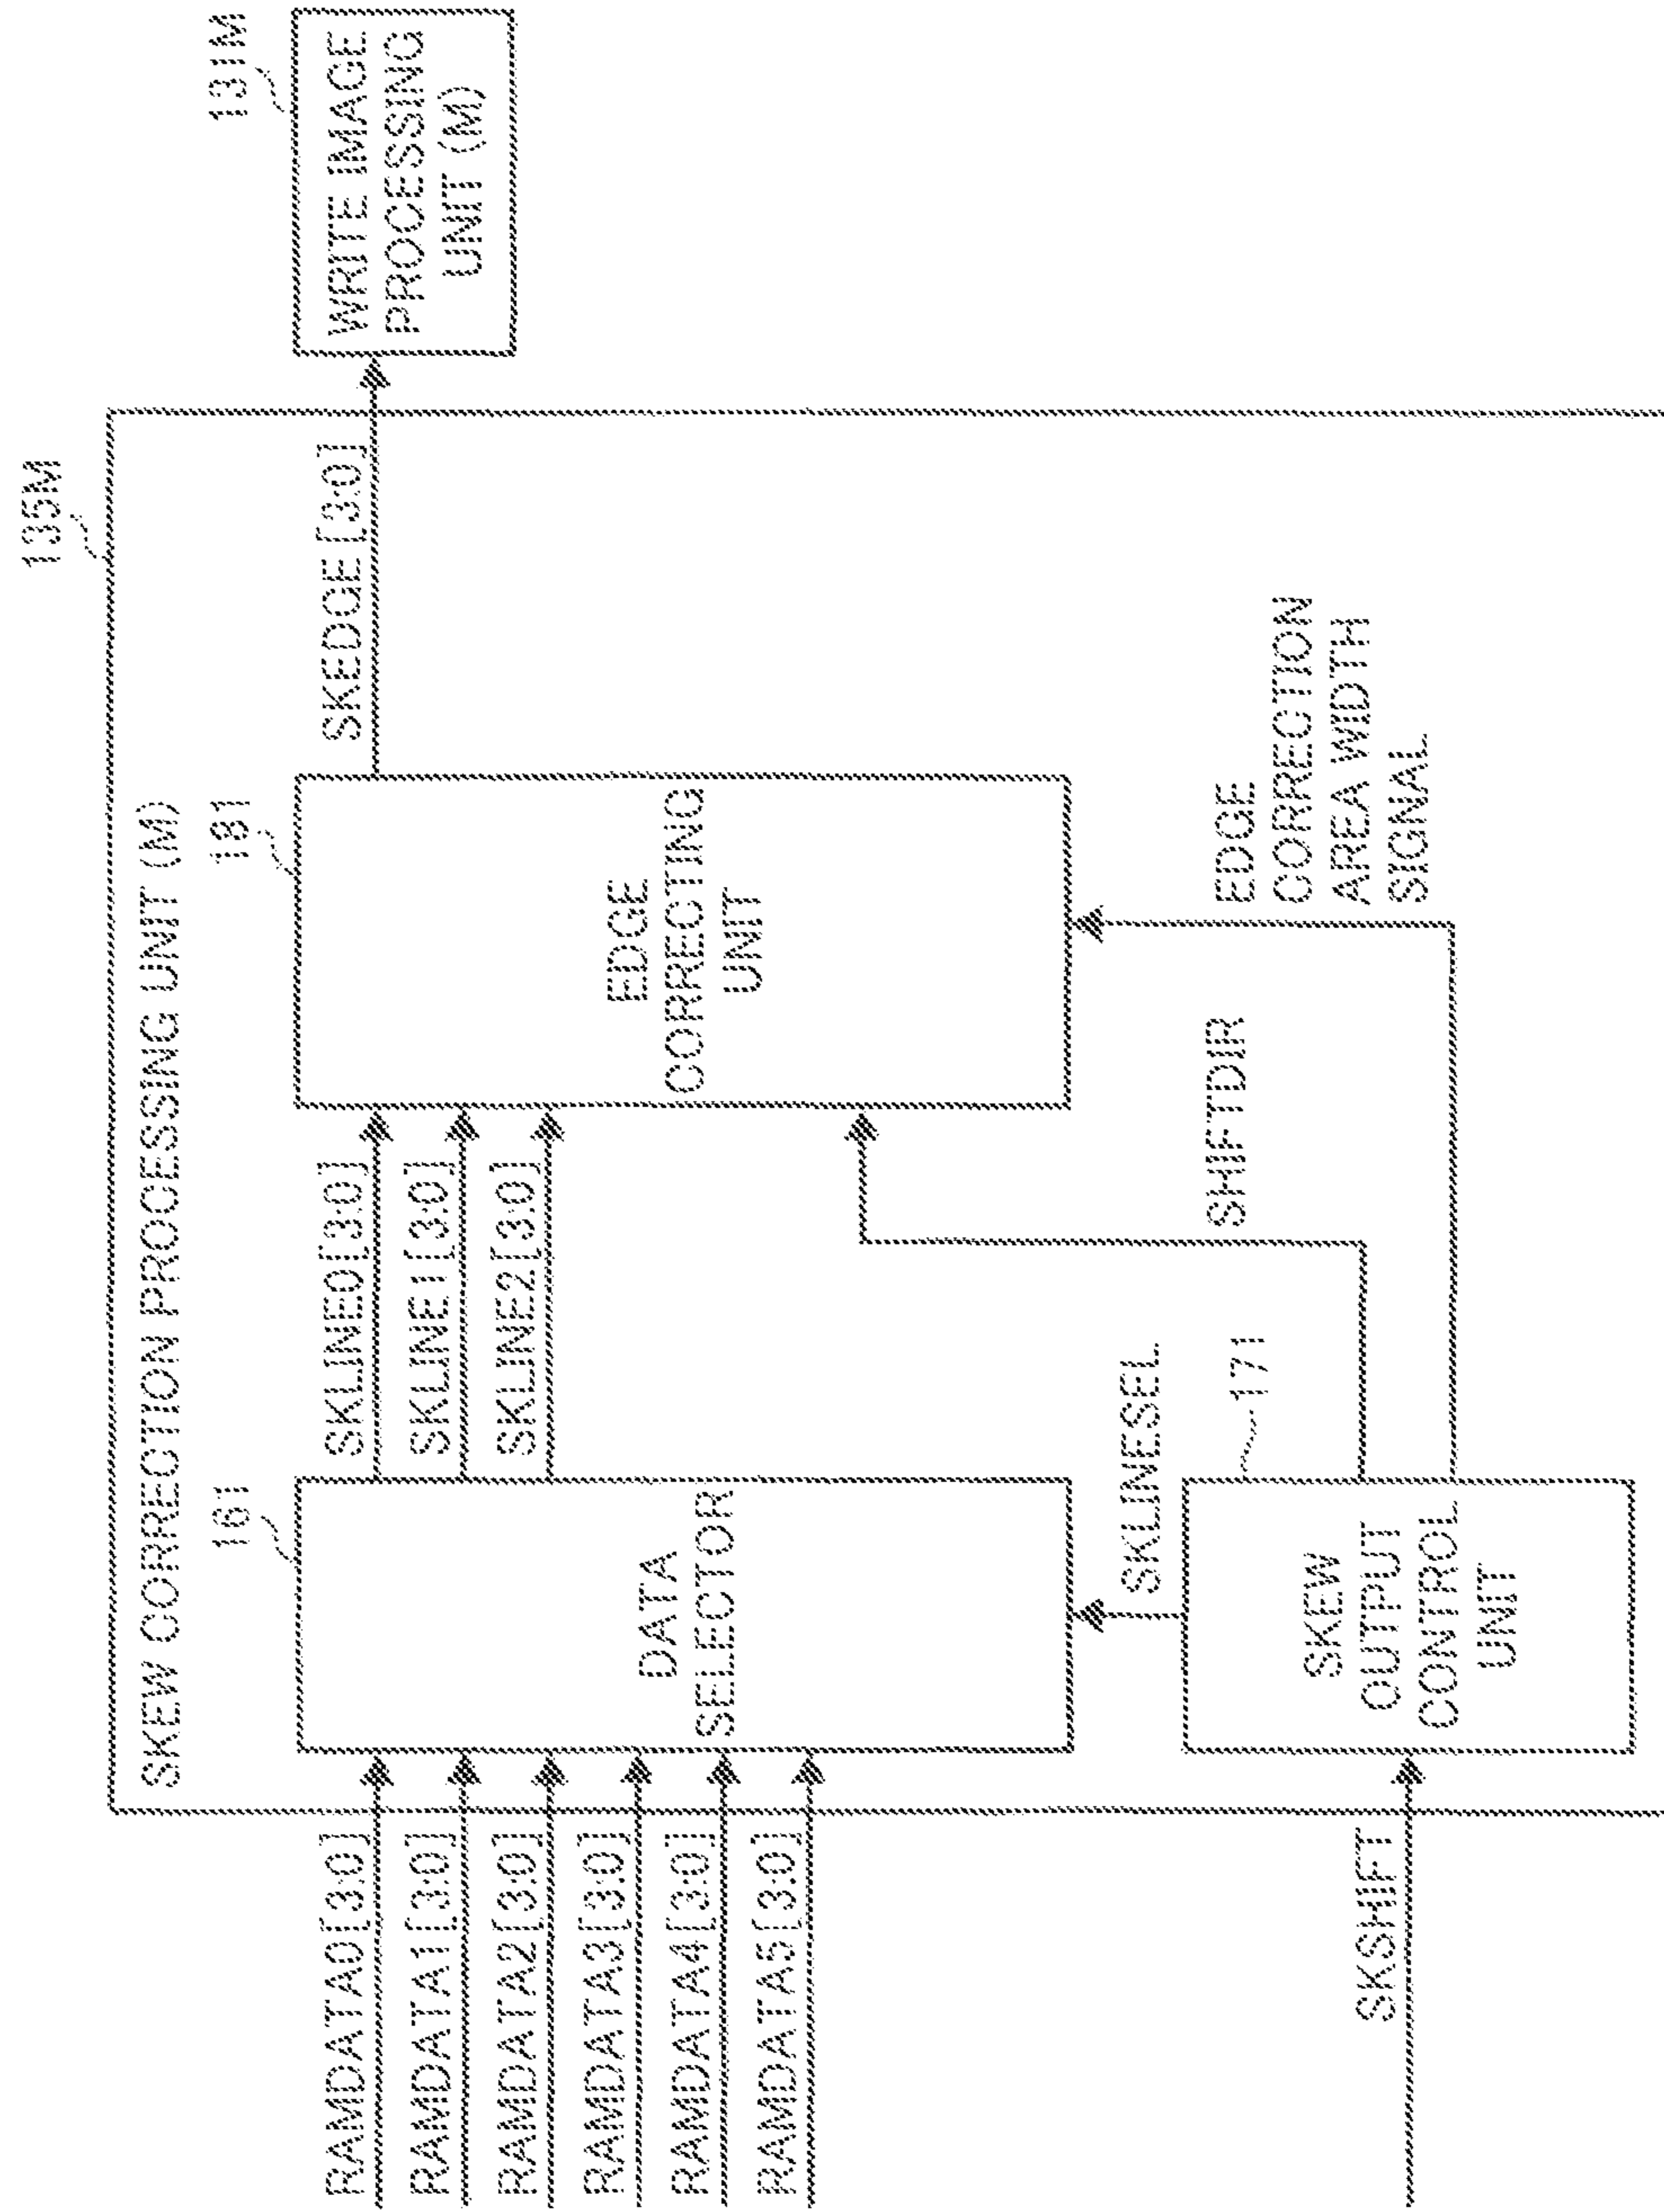 135M
SKEW CORRECTION PROCESSING UNIT (M)
161
181
131M
RAMDATA0[3:0]
RAMDATA1[3:0]
RAMDATA2[3:0]
RAMDATA3[3:0]
RAMDATA4[3:0]
RAMDATA5[3:0]
DATA
SELECTOR
SKLINE0[3:0]
SKLINE1[3:0]
SKLINE2[3:0]
EDGE
CORRECTING
UNIT
SKEDGE [3:0]
WRITE IMAGE
PROCESSING
UNIT (M)
SKLINESEL
SHIFTDIR
EDGE
CORRECTION
AREA WIDTH
SIGNAL
171
SKSHIFT
SKEW
OUTPUT
CONTROL
UNIT